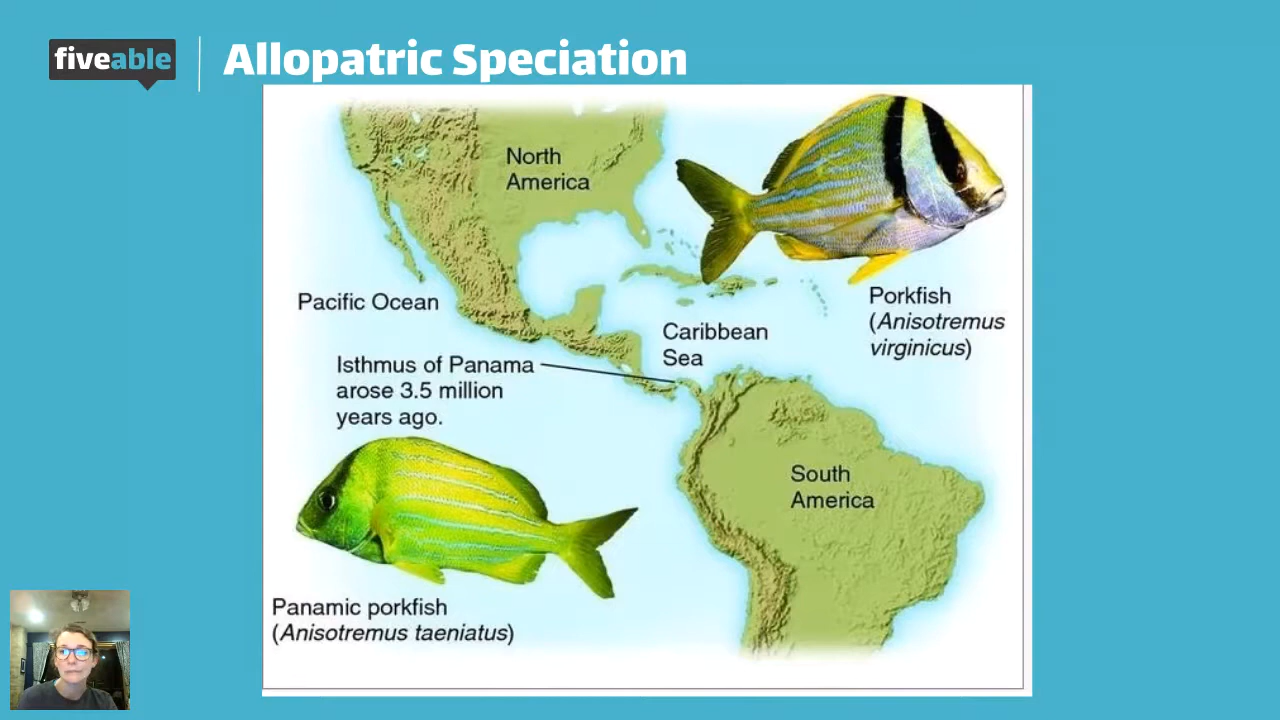 fiveable
Allopatric Speciation
North
America
Pacific Ocean
Porkfish
(Anisotremus
virginicus)
Caribbean
Sea
Isthmus of Panama
arose 3.5 million
years ago.
South
America
Panamic porkfish
(Anisotremus taeniatus)